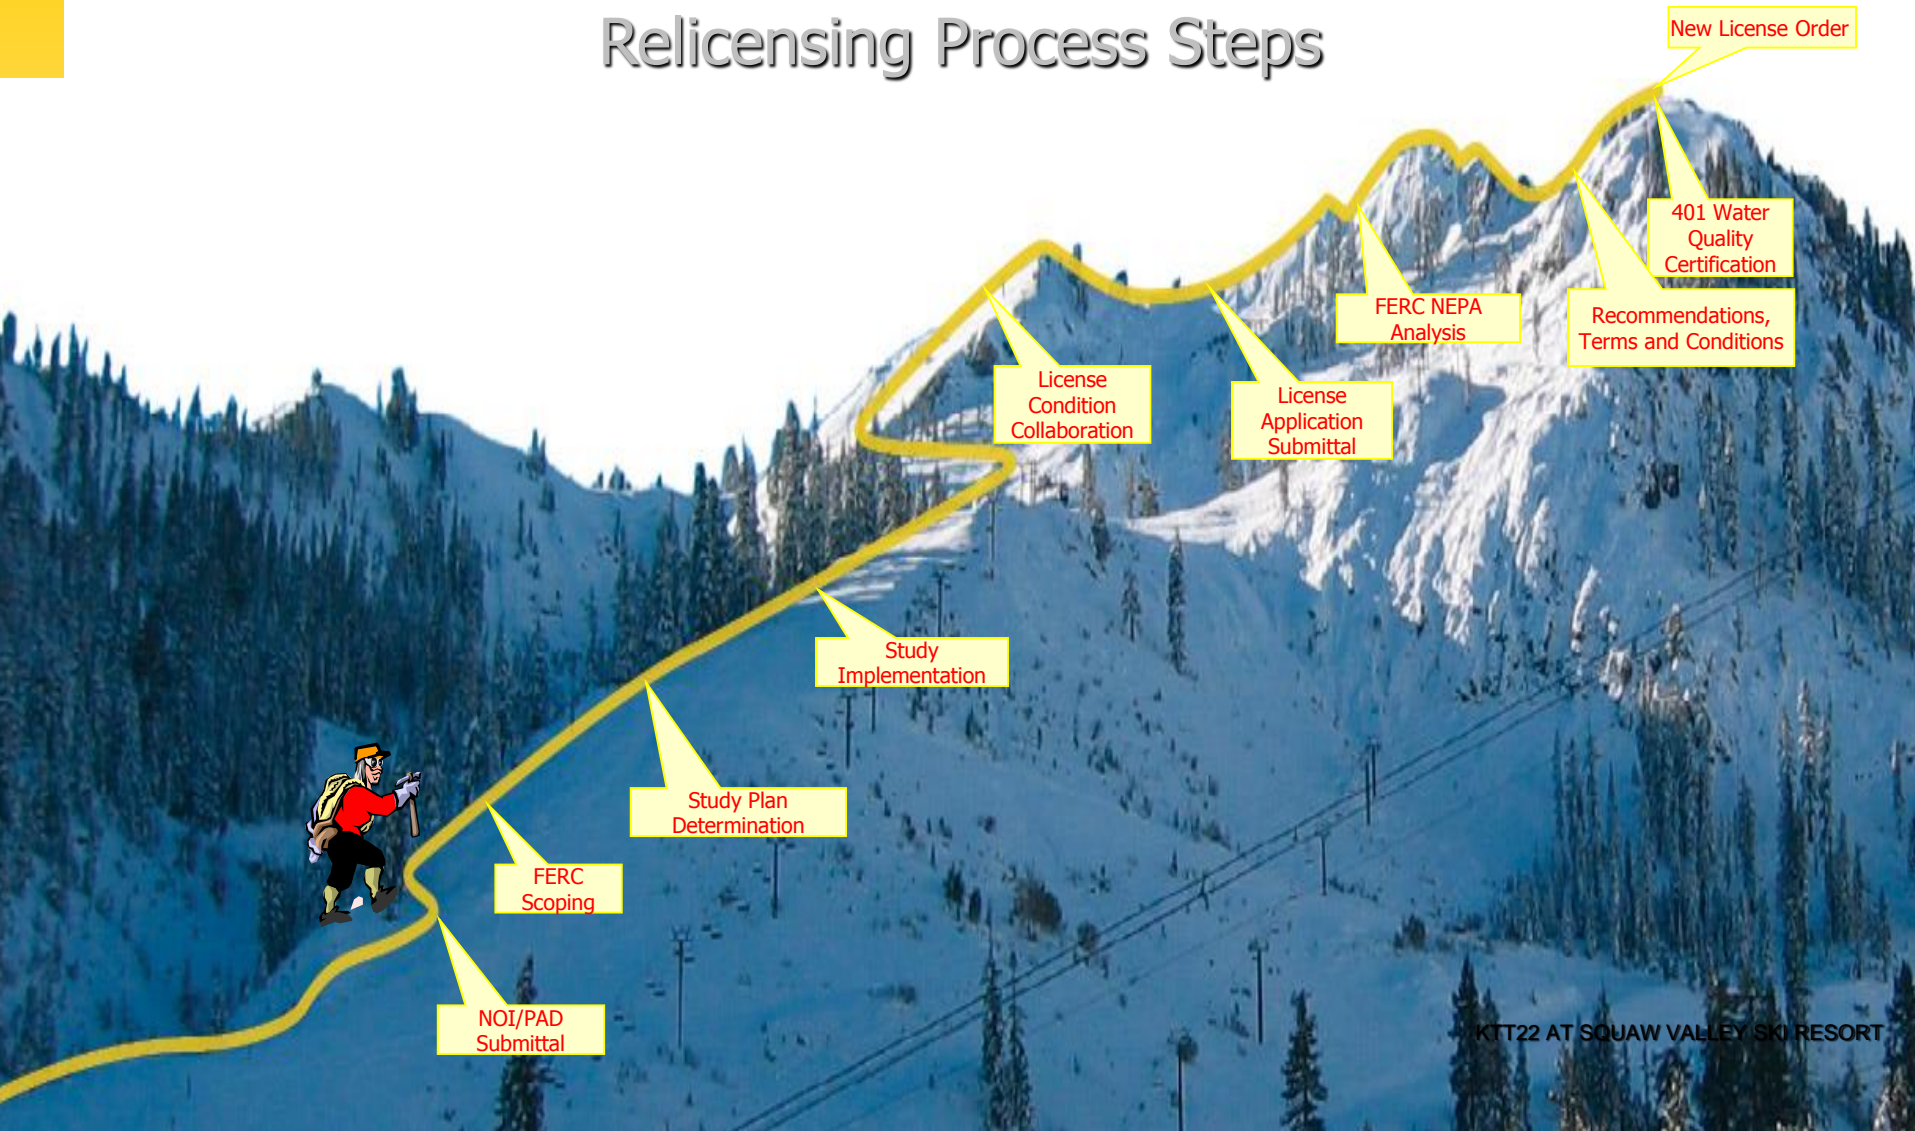 Relicensing Process Steps
New License Order
401 Water
Quality
Certification
Recommendations,
Terms and Conditions
FERC NEPA
Analysis
License
Application
Submittal
License
Condition
Collaboration
Study
Implementation
Study Plan
Determination
FERC
Scoping
NOI/PAD
Submittal
KTT22 AT SQUAW VALLEY SKI RESORT